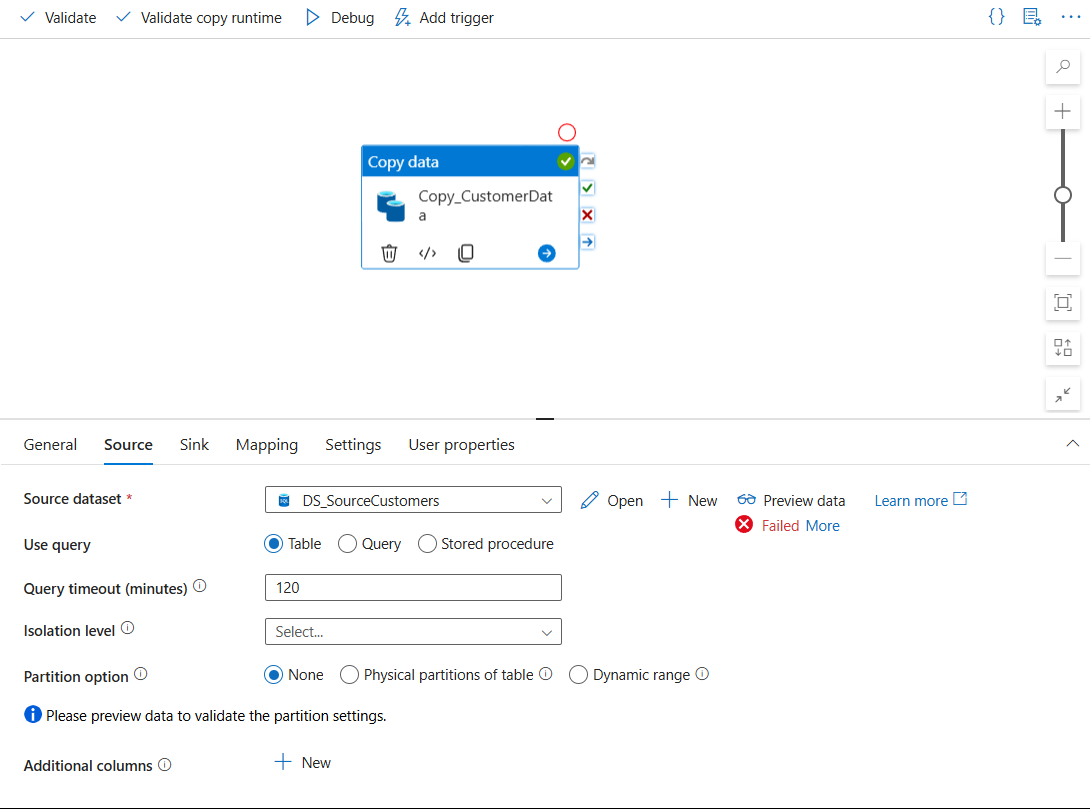 Validate Validate copy runtime Debug Add trigger
Copy data
Copy_CustomerDat
a
General Source Sink Mapping Settings User properties
Source dataset * SQL DS_SourceCustomers Open New Preview data Learn more
Failed More
Use query Table Query Stored procedure
Query timeout (minutes) 120
Isolation level Select...
Partition option None Physical partitions of table Dynamic range
Please preview data to validate the partition settings.
Additional columns New